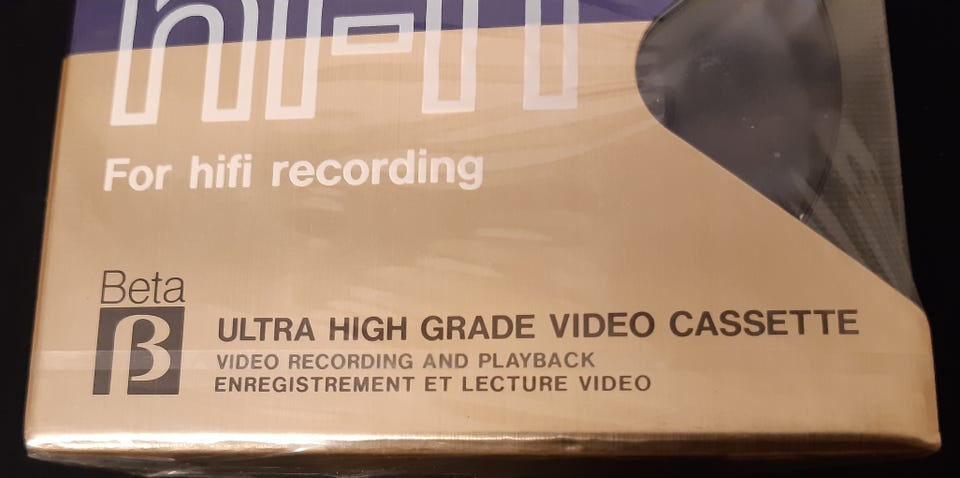 hi-fi
For hifi recording
Beta
β
ULTRA HIGH GRADE VIDEO CASSETTE
VIDEO RECORDING AND PLAYBACK
ENREGISTREMENT ET LECTURE VIDEO